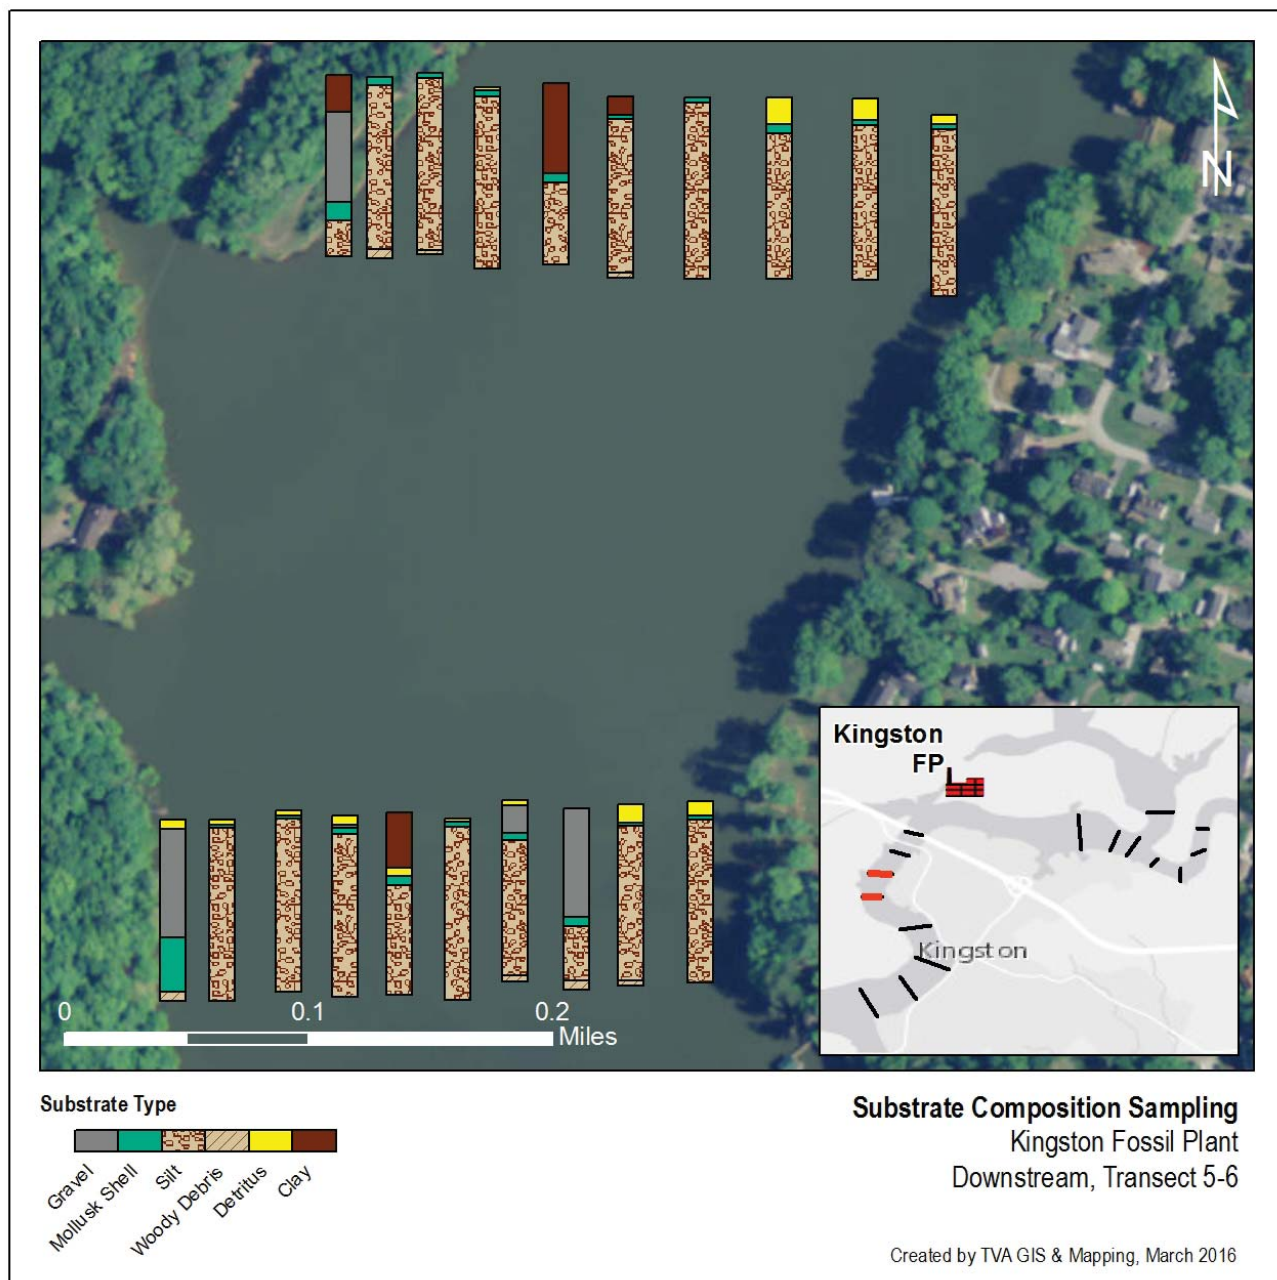 N
Kingston
FP
Kingston
0 0.1 0.2
Miles
Substrate Type
Gravel
Mollusk Shell
Silt
Woody Debris
Detritus
Clay
Substrate Composition Sampling
Kingston Fossil Plant
Downstream, Transect 5-6
Created by TVA GIS & Mapping, March 2016